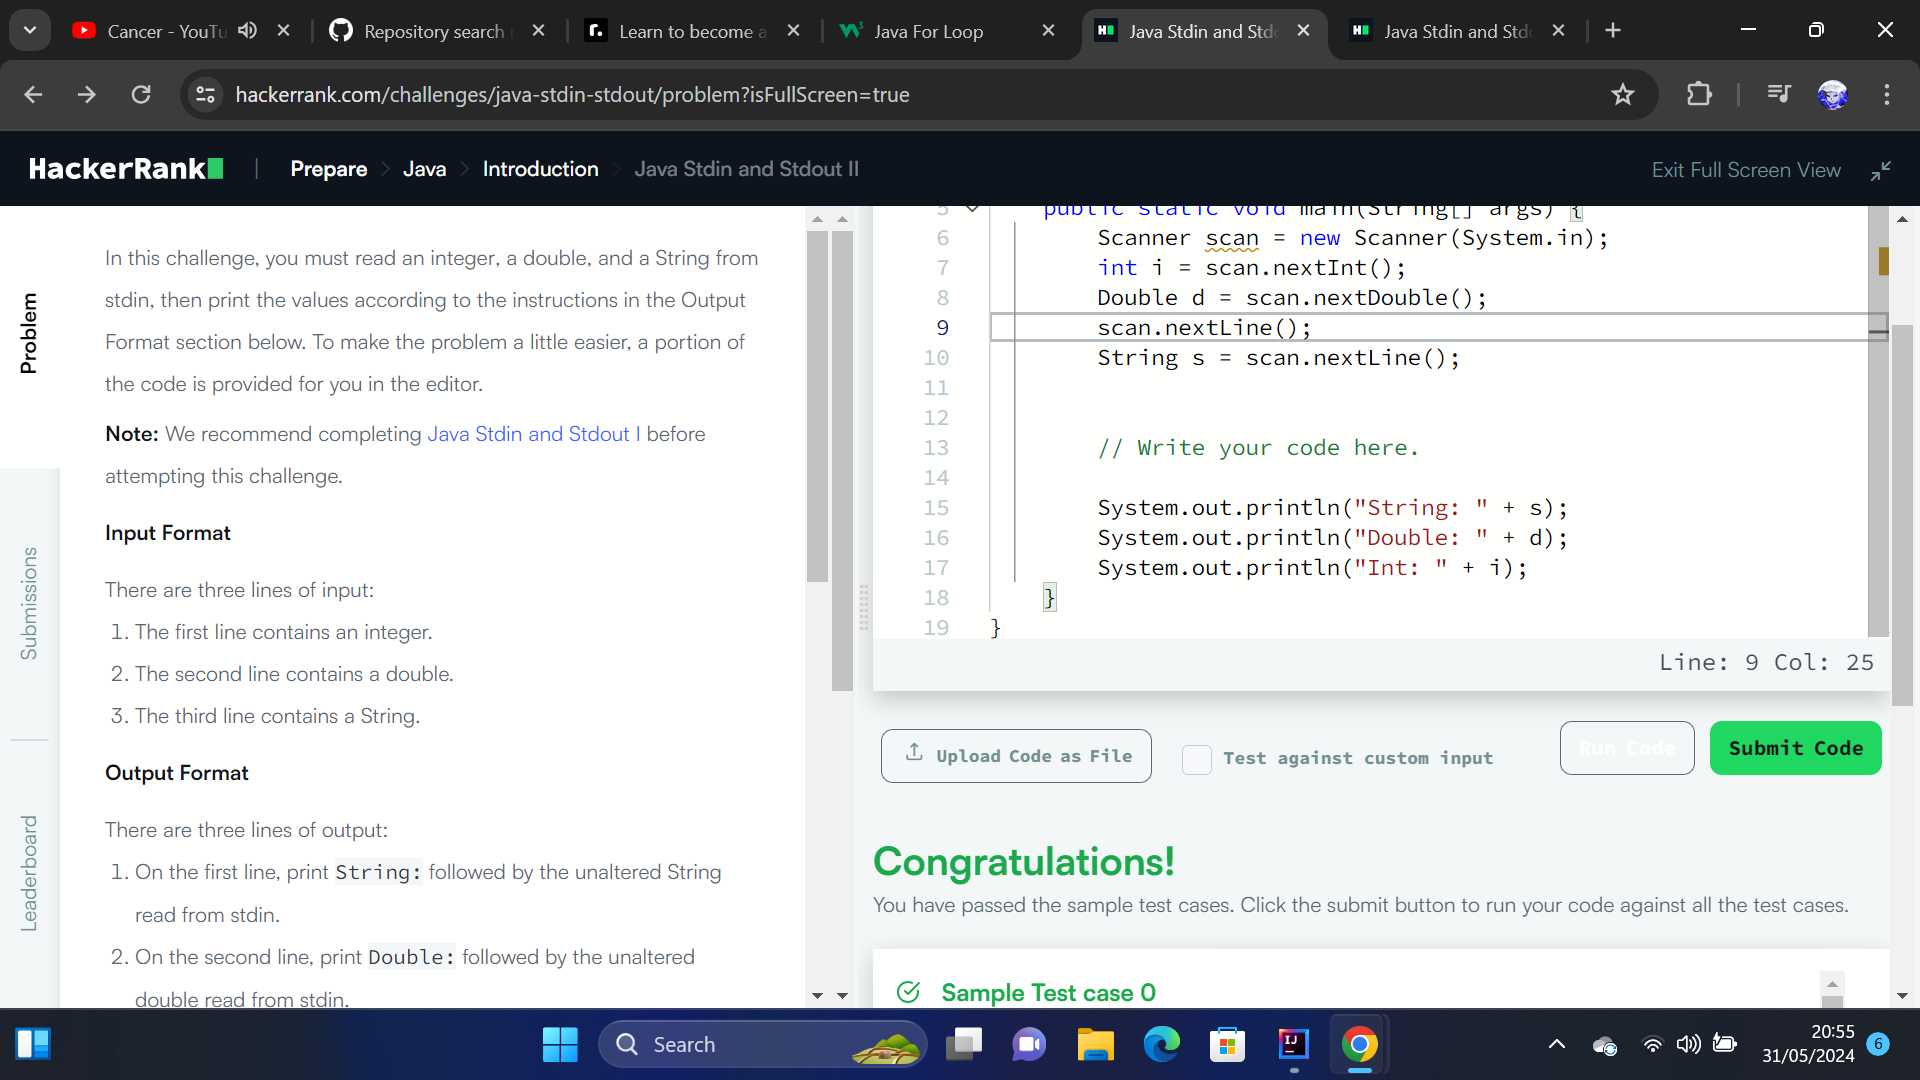 Cancer - YouTu
Repository search
Learn to become a
Java For Loop
Java Stdin and Stdo
Java Stdin and Stdo
hackerrank.com/challenges/java-stdin-stdout/problem?isFullScreen=true
HackerRank
Prepare
Java
Introduction
Java Stdin and Stdout II
Exit Full Screen View
Problem
Submissions
Leaderboard
In this challenge, you must read an integer, a double, and a String from
stdin, then print the values according to the instructions in the Output
Format section below. To make the problem a little easier, a portion of
the code is provided for you in the editor.
Note: We recommend completing Java Stdin and Stdout I before
attempting this challenge.
Input Format
There are three lines of input:
1. The first line contains an integer.
2. The second line contains a double.
3. The third line contains a String.
Output Format
There are three lines of output:
1. On the first line, print String: followed by the unaltered String
read from stdin.
2. On the second line, print Double: followed by the unaltered
double read from stdin.
5 public static void main(String[] args) {
6 Scanner scan = new Scanner(System.in);
7 int i = scan.nextInt();
8 Double d = scan.nextDouble();
9 scan.nextLine();
10 String s = scan.nextLine();
11
12
13 // Write your code here.
14
15 System.out.println("String: " + s);
16 System.out.println("Double: " + d);
17 System.out.println("Int: " + i);
18 }
19 }
Line: 9 Col: 25
Upload Code as File
Test against custom input
Run Code
Submit Code
Congratulations!
You have passed the sample test cases. Click the submit button to run your code against all the test cases.
Sample Test case 0
Search
20:55
31/05/2024
6